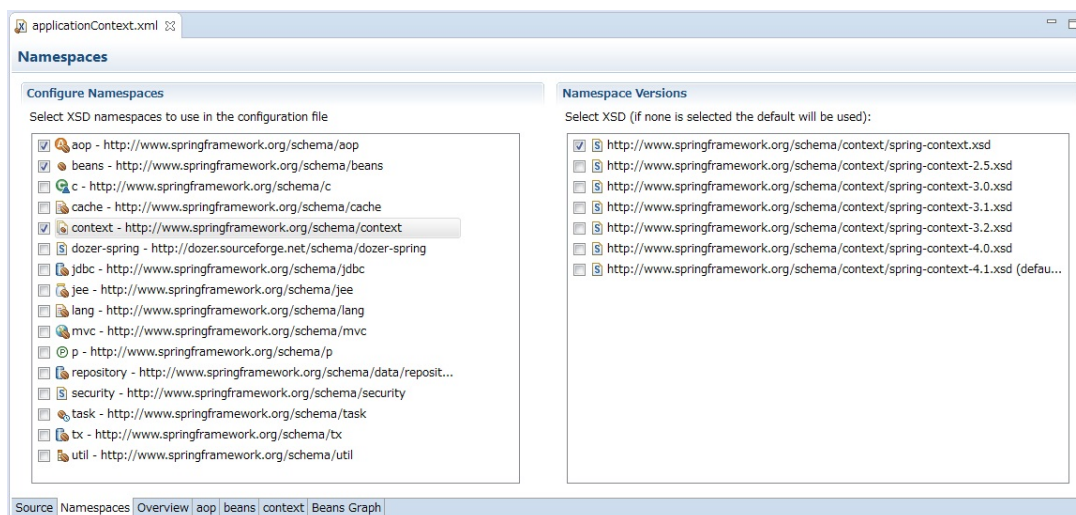 applicationContext.xml
Namespaces
Configure Namespaces
Select XSD namespaces to use in the configuration file
aop - http://www.springframework.org/schema/aop
beans - http://www.springframework.org/schema/beans
c - http://www.springframework.org/schema/c
cache - http://www.springframework.org/schema/cache
context - http://www.springframework.org/schema/context
dozer-spring - http://dozer.sourceforge.net/schema/dozer-spring
jdbc - http://www.springframework.org/schema/jdbc
jee - http://www.springframework.org/schema/jee
lang - http://www.springframework.org/schema/lang
mvc - http://www.springframework.org/schema/mvc
p - http://www.springframework.org/schema/p
repository - http://www.springframework.org/schema/data/reposit...
security - http://www.springframework.org/schema/security
task - http://www.springframework.org/schema/task
tx - http://www.springframework.org/schema/tx
util - http://www.springframework.org/schema/util
Namespace Versions
Select XSD (if none is selected the default will be used):
http://www.springframework.org/schema/context/spring-context.xsd
http://www.springframework.org/schema/context/spring-context-2.5.xsd
http://www.springframework.org/schema/context/spring-context-3.0.xsd
http://www.springframework.org/schema/context/spring-context-3.1.xsd
http://www.springframework.org/schema/context/spring-context-3.2.xsd
http://www.springframework.org/schema/context/spring-context-4.0.xsd
http://www.springframework.org/schema/context/spring-context-4.1.xsd (defau...
Source Namespaces Overview aop beans context Beans Graph